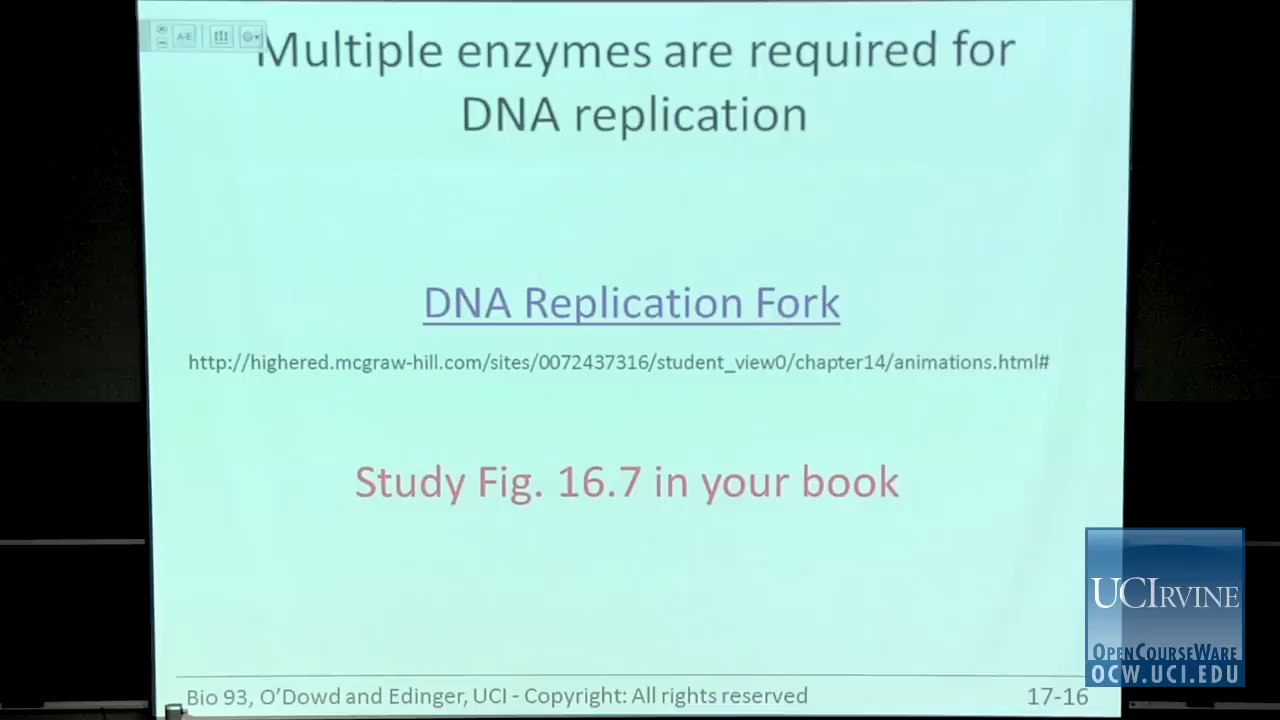 A-E
Multiple enzymes are required for
DNA replication
DNA Replication Fork
http://highered.mcgraw-hill.com/sites/0072437316/student_view0/chapter14/animations.html#
Study Fig. 16.7 in your book
Bio 93, O'Dowd and Edinger, UCI - Copyright: All rights reserved
17-16
UCIRVINE
OPENCOURSEWARE
OCW.UCI.EDU